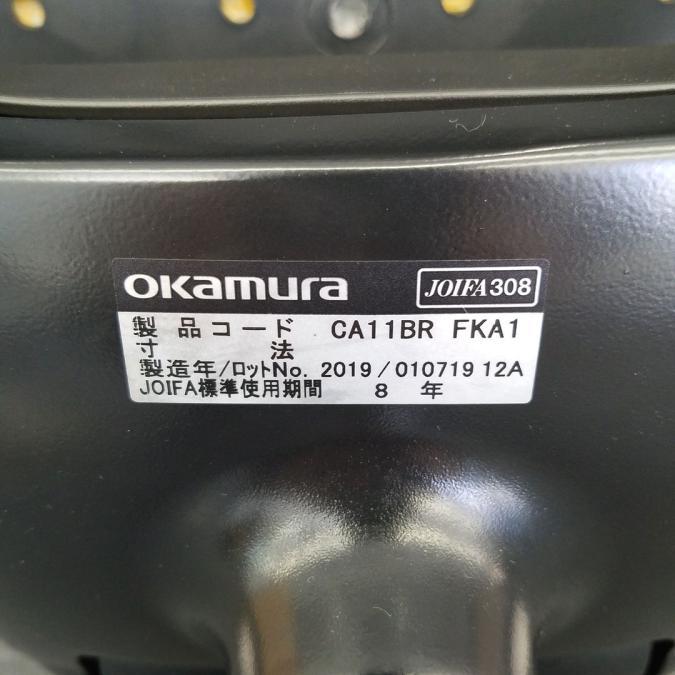 okamura JOIFA308
製品コード CA11BR FKA1
寸法
製造年/ロットNo. 2019/010719 12A
JOIFA標準使用期間 8 年